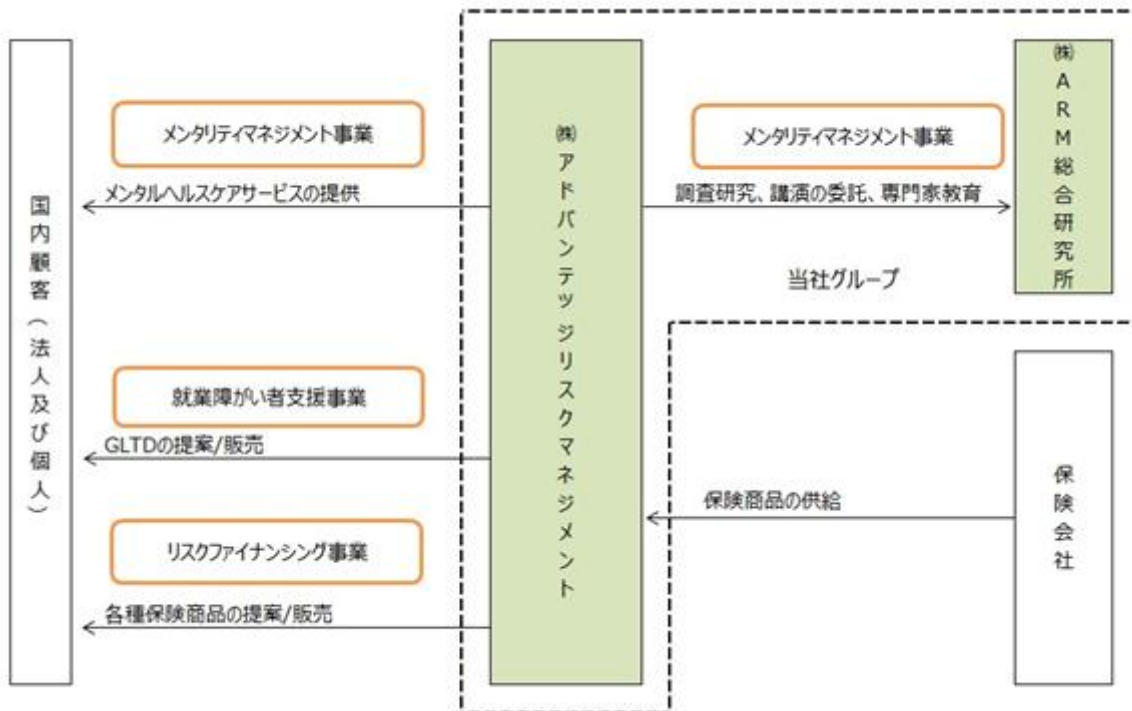 国内顧客（法人及び個人）
メンタリティマネジメント事業
メンタルヘルスケアサービスの提供
就業障がい者支援事業
GLTDの提案/販売
リスクファイナンシング事業
各種保険商品の提案/販売
㈱アドバンテッジリスクマネジメント
メンタリティマネジメント事業
調査研究、講演の委託、専門家教育
当社グループ
保険商品の供給
㈱ARM総合研究所
保険会社